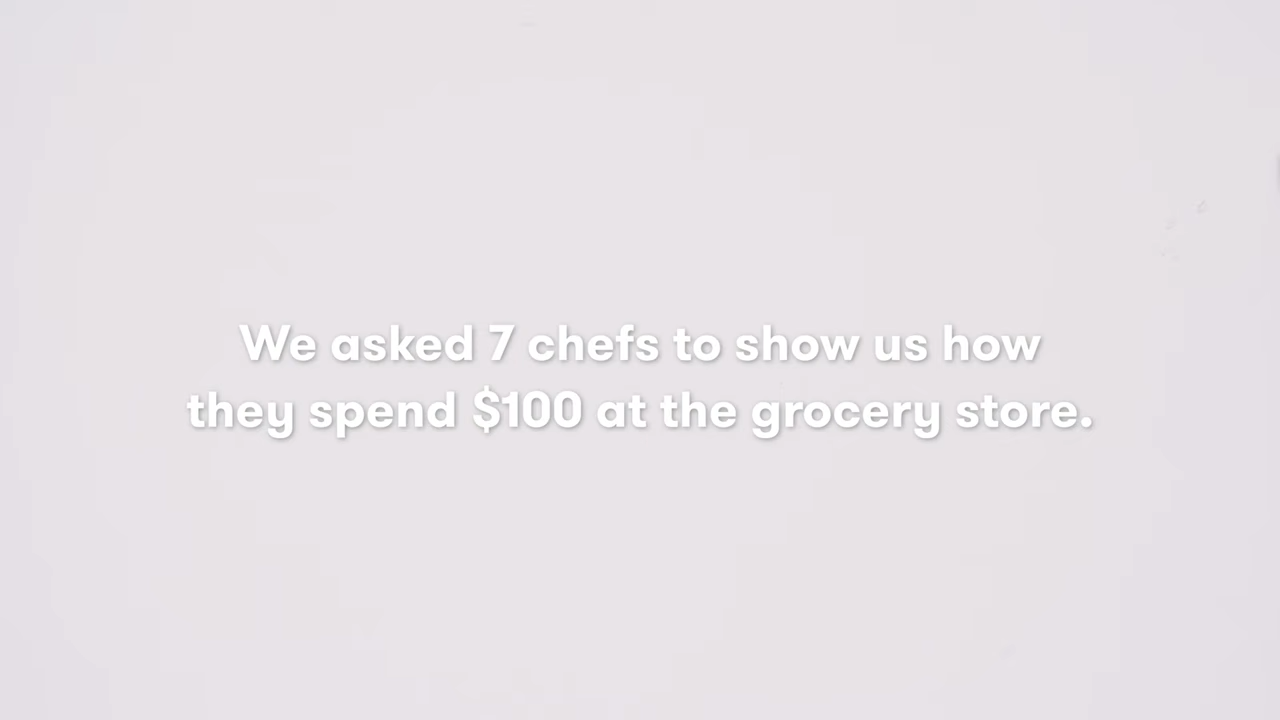 We asked 7 chefs to show us how
they spend $100 at the grocery store.